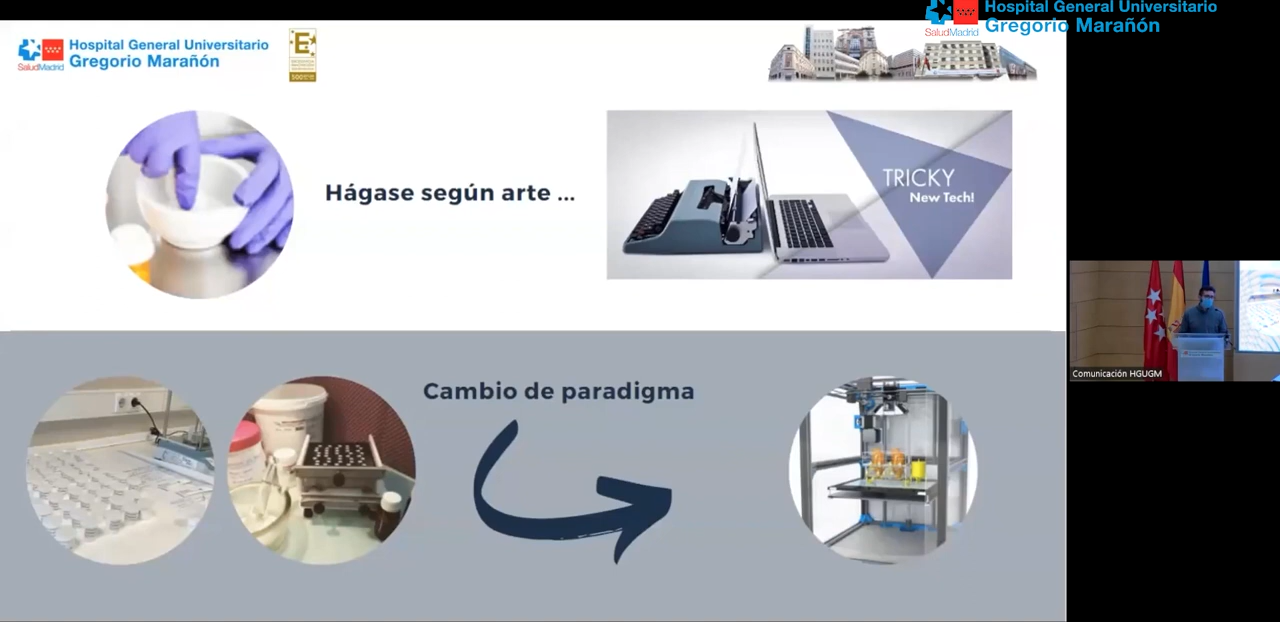 Hospital General Universitario
Gregorio Marañón
SaludMadrid
Hospital General Universitario
Gregorio Marañón
SaludMadrid
E
500
Hágase según arte ...
TRICKY
New Tech!
Cambio de paradigma
Comunicación HGUGM